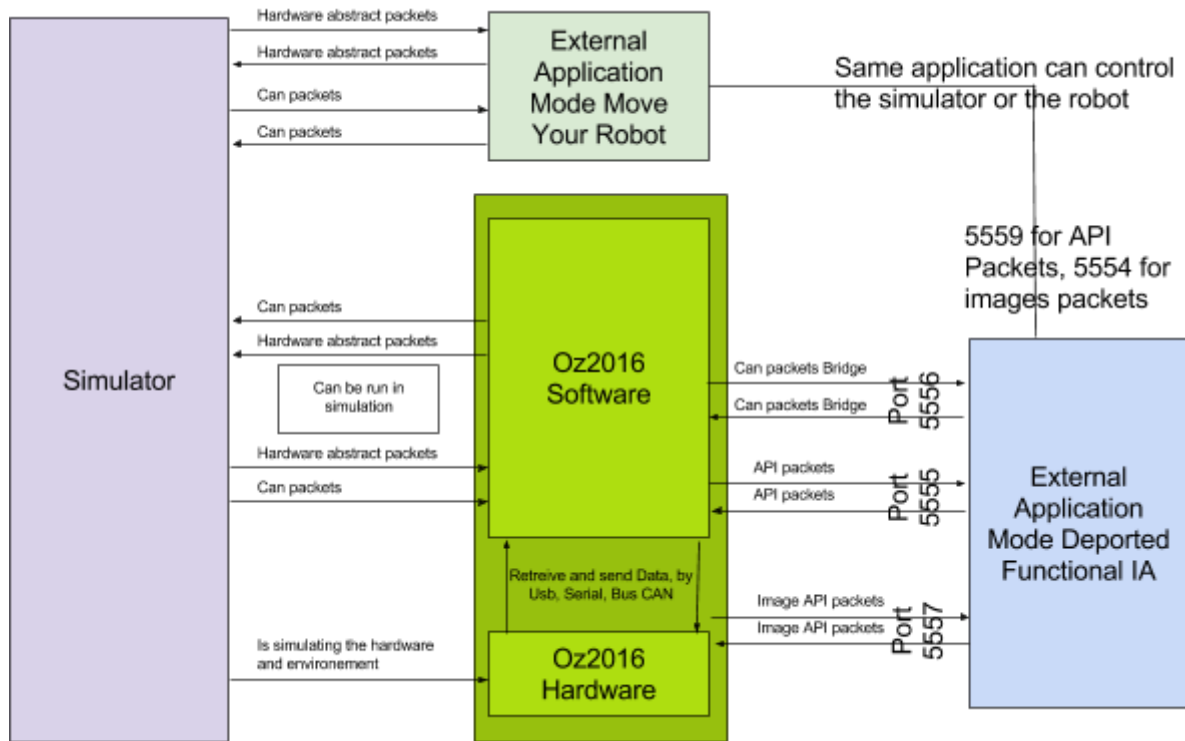 Hardware abstract packets
Hardware abstract packets
Can packets
Can packets
External
Application
Mode Move
Your Robot
Same application can control
the simulator or the robot
5559 for API
Packets, 5554 for
images packets
Simulator
Can packets
Hardware abstract packets
Can be run in
simulation
Hardware abstract packets
Can packets
Oz2016
Software
Can packets Bridge
Can packets Bridge
Port
5556
API packets
API packets
Port
5555
External
Application
Mode Deported
Functional IA
Retreive and send Data, by
Usb, Serial, Bus CAN
Image API packets
Image API packets
Port
5557
Is simulating the hardware
and environement
Oz2016
Hardware